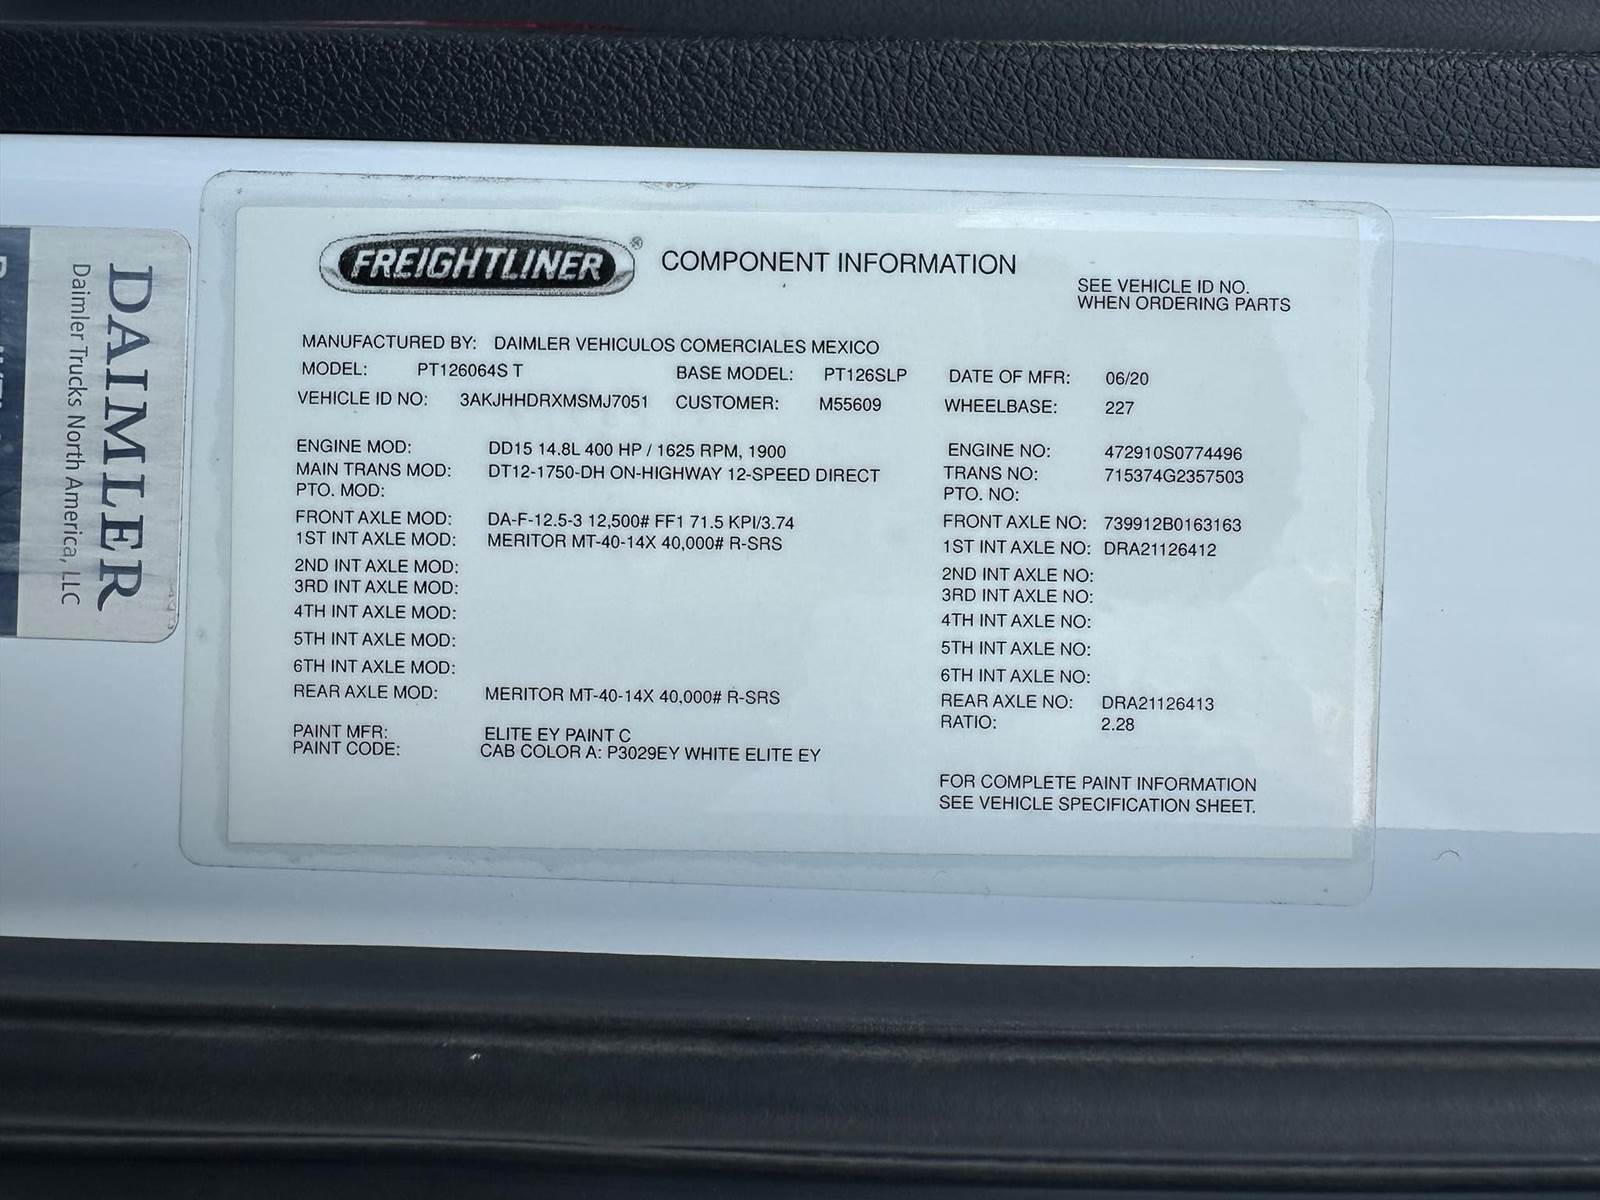 DAIMLER
Daimler Trucks North America, LLC
FREIGHTLINER® COMPONENT INFORMATION
SEE VEHICLE ID NO.
WHEN ORDERING PARTS
MANUFACTURED BY: DAIMLER VEHICULOS COMERCIALES MEXICO
MODEL: PT126064S T BASE MODEL: PT126SLP DATE OF MFR: 06/20
VEHICLE ID NO: 3AKJHHDRXMSMJ7051 CUSTOMER: M55609 WHEELBASE: 227
ENGINE MOD: DD15 14.8L 400 HP / 1625 RPM, 1900 ENGINE NO: 472910S0774496
MAIN TRANS MOD: DT12-1750-DH ON-HIGHWAY 12-SPEED DIRECT TRANS NO: 715374G2357503
PTO. MOD: PTO. NO:
FRONT AXLE MOD: DA-F-12.5-3 12,500# FF1 71.5 KPI/3.74 FRONT AXLE NO: 739912B0163163
1ST INT AXLE MOD: MERITOR MT-40-14X 40,000# R-SRS 1ST INT AXLE NO: DRA21126412
2ND INT AXLE MOD: 2ND INT AXLE NO:
3RD INT AXLE MOD: 3RD INT AXLE NO:
4TH INT AXLE MOD: 4TH INT AXLE NO:
5TH INT AXLE MOD: 5TH INT AXLE NO:
6TH INT AXLE MOD: 6TH INT AXLE NO:
REAR AXLE MOD: MERITOR MT-40-14X 40,000# R-SRS REAR AXLE NO: DRA21126413
RATIO: 2.28
PAINT MFR: ELITE EY PAINT C
PAINT CODE: CAB COLOR A: P3029EY WHITE ELITE EY
FOR COMPLETE PAINT INFORMATION
SEE VEHICLE SPECIFICATION SHEET.